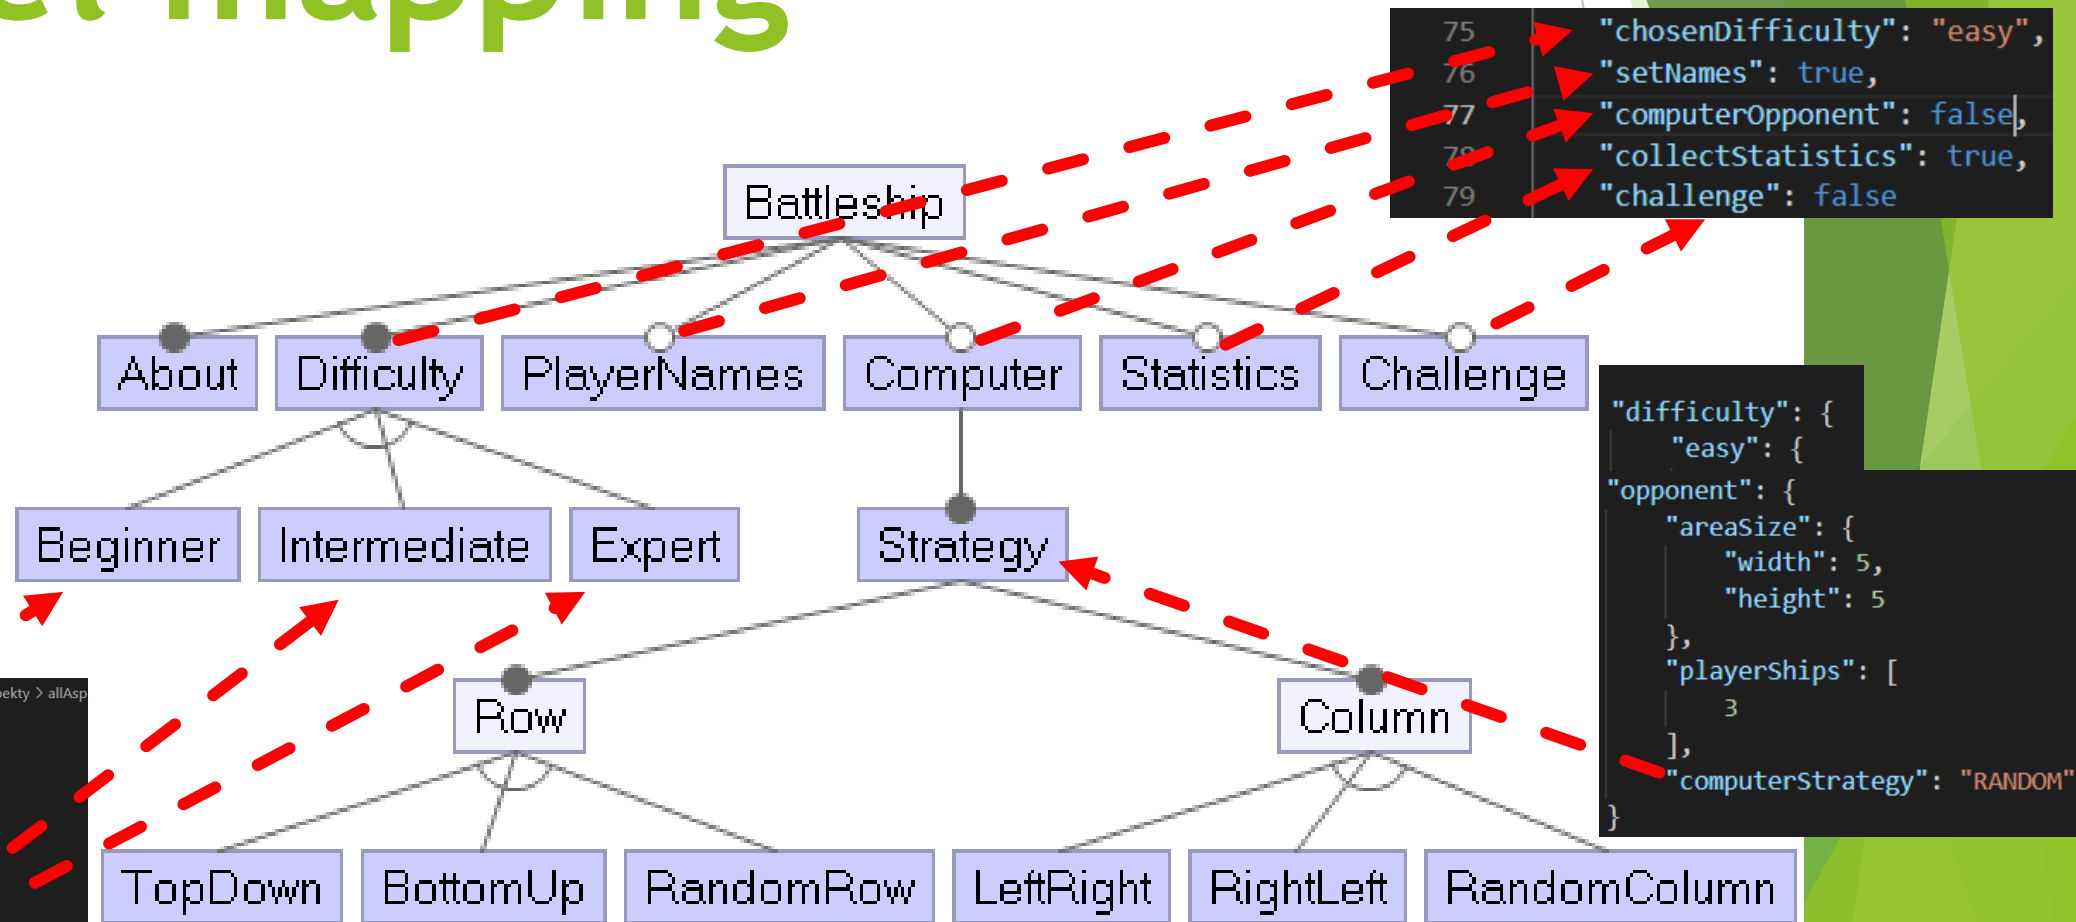 mapping
75 "chosenDifficulty": "easy",
76 "setNames": true,
77 "computerOpponent": false,
78 "collectStatistics": true,
79 "challenge": false
Battleship
About Difficulty PlayerNames Computer Statistics Challenge
"difficulty": {
"easy": {
"opponent": {
"areaSize": {
"width": 5,
"height": 5
},
"playerShips": [
3
],
"computerStrategy": "RANDOM"
}
Beginner Intermediate Expert Strategy
Row Column
ekty > allAsp
TopDown BottomUp RandomRow LeftRight RightLeft RandomColumn